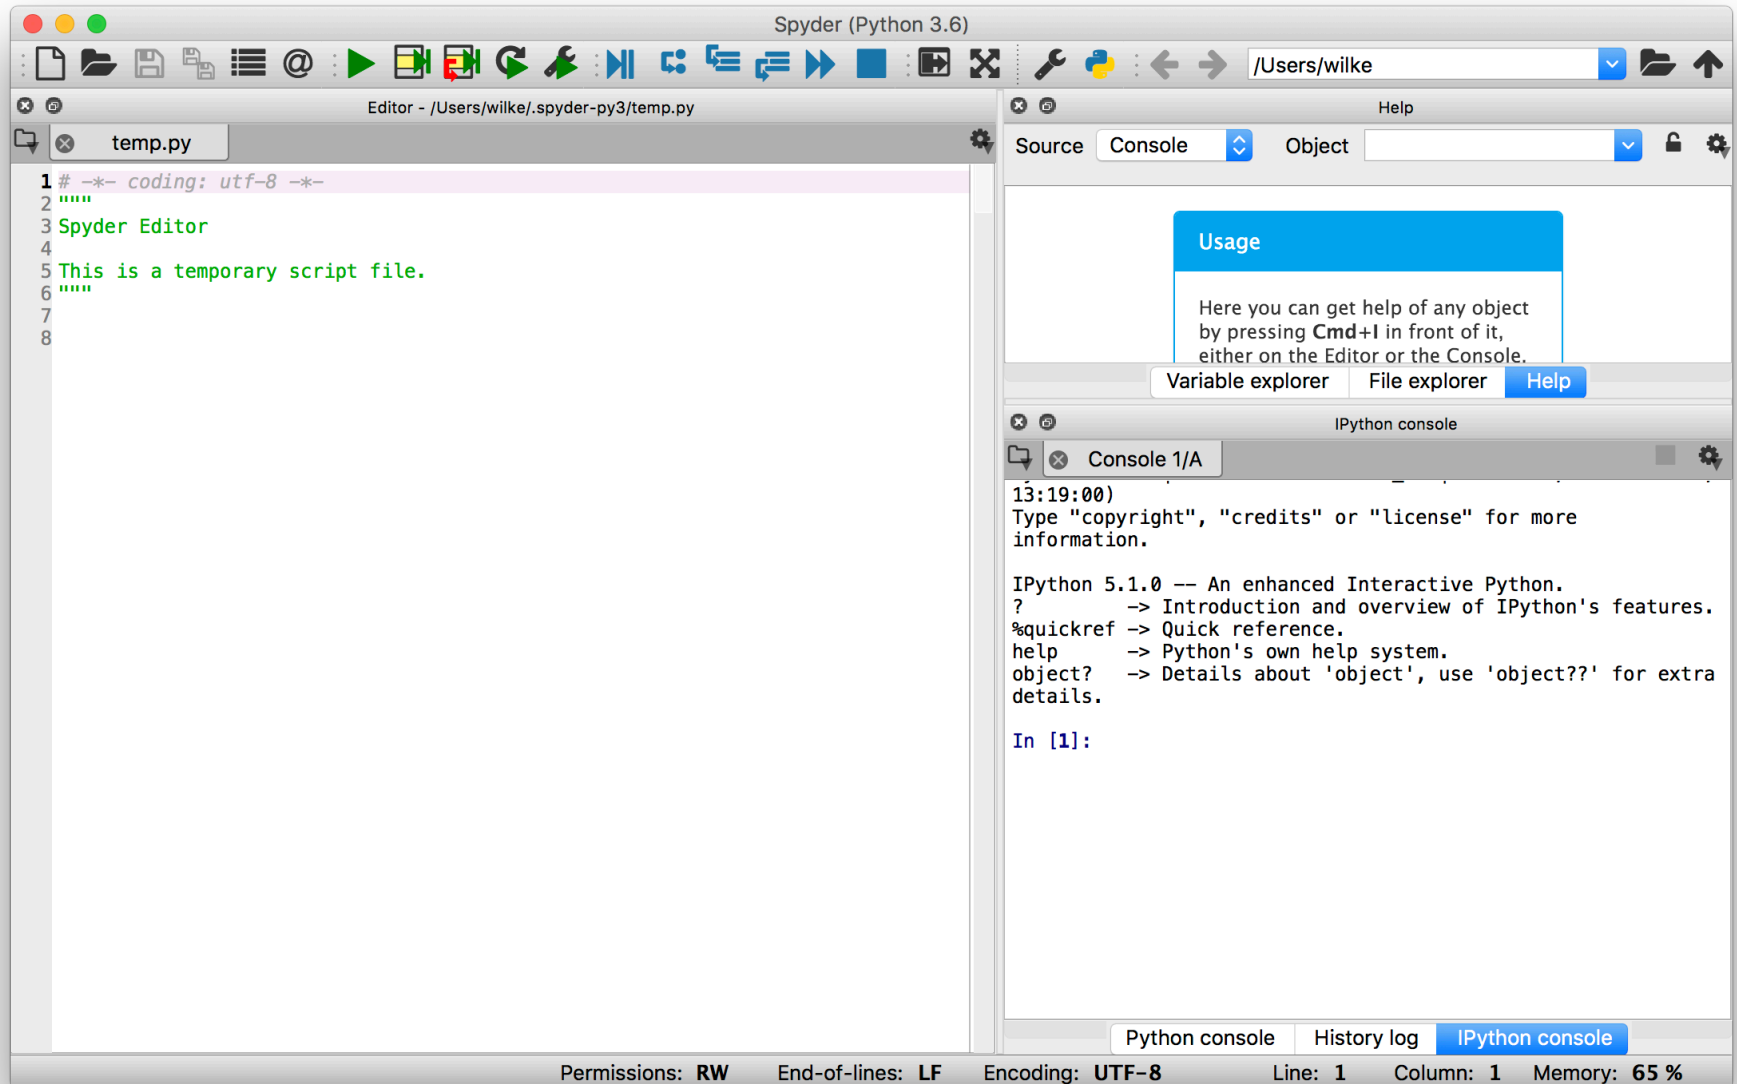 Spyder (Python 3.6)
/Users/wilke
Editor - /Users/wilke/.spyder-py3/temp.py
temp.py
1 # -*- coding: utf-8 -*-
2 """
3 Spyder Editor
4
5 This is a temporary script file.
6 """
7
8
Help
Source Console Object
Usage
Here you can get help of any object
by pressing Cmd+I in front of it,
either on the Editor or the Console.
Variable explorer File explorer Help
IPython console
Console 1/A
13:19:00)
Type "copyright", "credits" or "license" for more
information.
IPython 5.1.0 -- An enhanced Interactive Python.
? -> Introduction and overview of IPython's features.
%quickref -> Quick reference.
help -> Python's own help system.
object? -> Details about 'object', use 'object??' for extra
details.
In [1]:
Python console History log IPython console
Permissions: RW End-of-lines: LF Encoding: UTF-8 Line: 1 Column: 1 Memory: 65 %